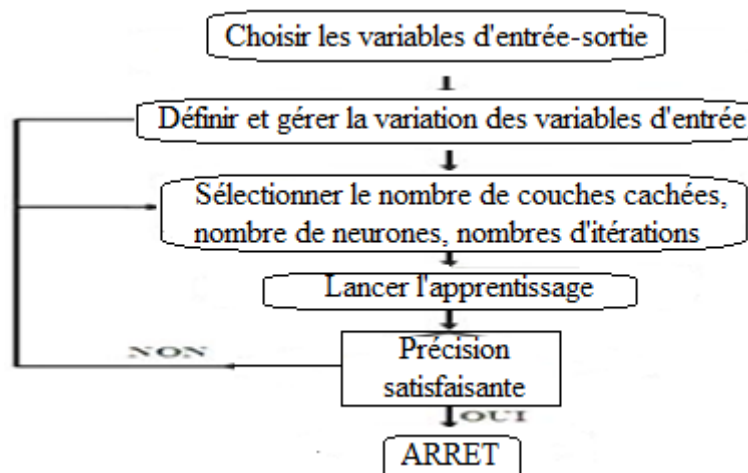 Choisir les variables d'entrée-sortie
Définir et gérer la variation des variables d'entrée
Sélectionner le nombre de couches cachées,
nombre de neurones, nombres d'itérations
Lancer l'apprentissage
NON
Précision
satisfaisante
OUI
ARRET